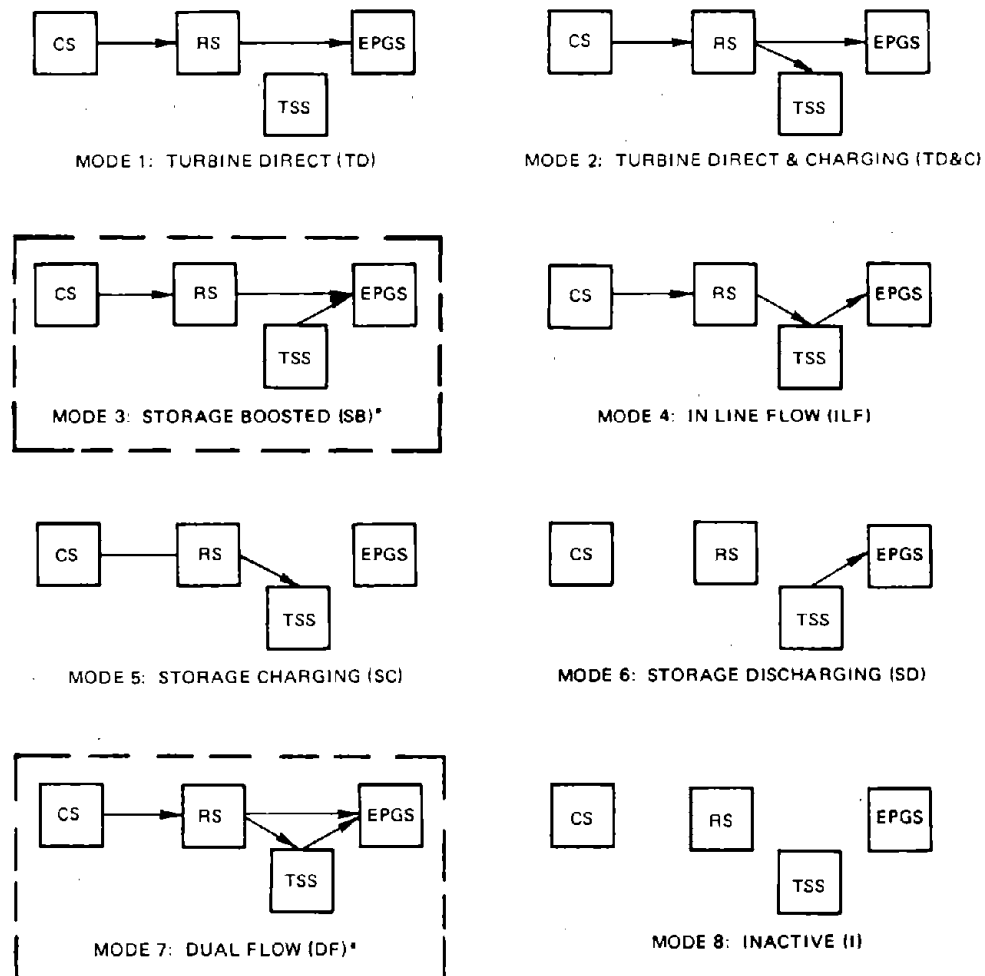 CS RS EPGS
TSS
MODE 1: TURBINE DIRECT (TD)
CS RS EPGS
TSS
MODE 2: TURBINE DIRECT & CHARGING (TD&C)
CS RS EPGS
TSS
MODE 3: STORAGE BOOSTED (SB)*
CS RS EPGS
TSS
MODE 4: IN LINE FLOW (ILF)
CS RS EPGS
TSS
MODE 5: STORAGE CHARGING (SC)
CS RS EPGS
TSS
MODE 6: STORAGE DISCHARGING (SD)
CS RS EPGS
TSS
MODE 7: DUAL FLOW (DF)*
CS RS EPGS
TSS
MODE 8: INACTIVE (I)